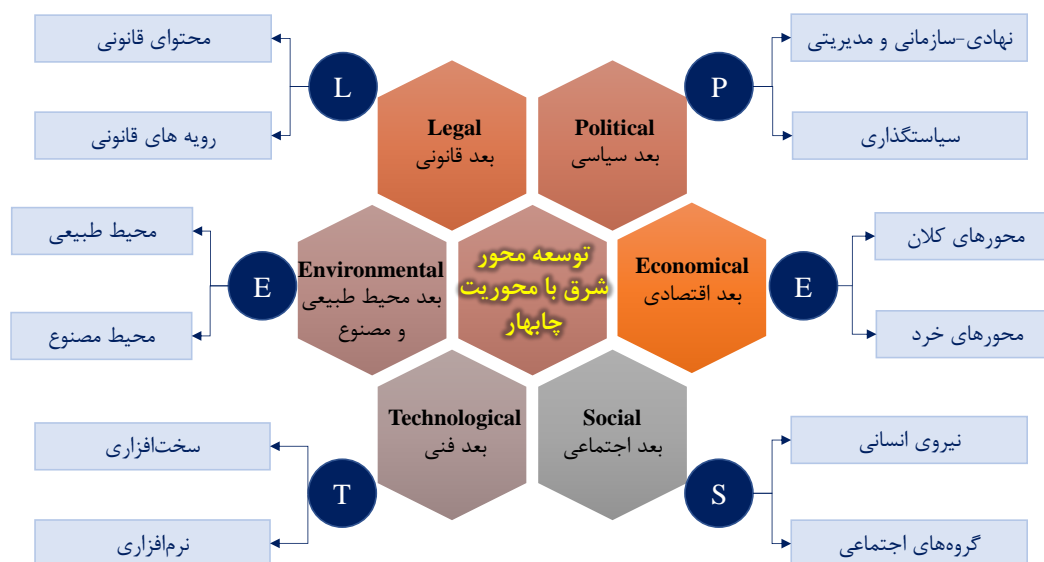 محتوای قانونی
رویه های قانونی
L
Legal
بعد قانونی
P
نهادی-سازمانی و مدیریتی
سیاستگذاری
Political
بعد سیاسی
محیط طبیعی
محیط مصنوع
E
Environmental
بعد محیط طبیعی
و مصنوع
توسعه محور
شرق با محوریت
چابهار
Economical
بعد اقتصادی
E
محورهای کلان
محورهای خرد
سخت‌افزاری
نرم‌افزاری
T
Technological
بعد فنی
Social
بعد اجتماعی
S
نیروی انسانی
گروه‌های اجتماعی